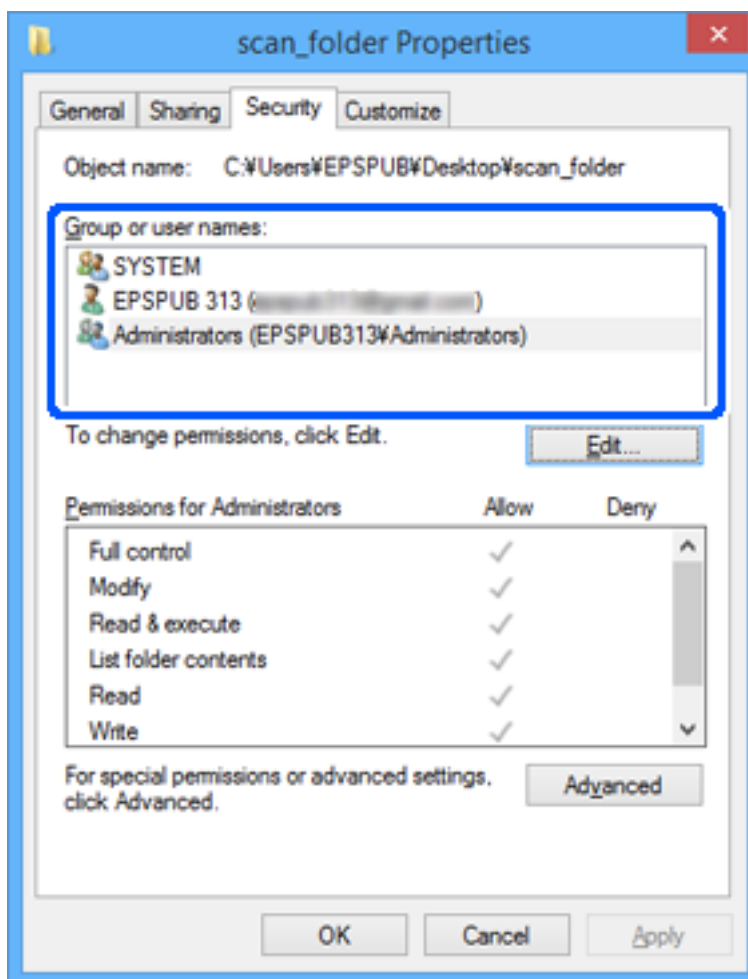 scan_folder Properties
General Sharing Security Customize
Object name: C:¥Users¥EPSPUB¥Desktop¥scan_folder
Group or user names:
SYSTEM
EPSPUB 313 ( )
Administrators (EPSPUB313¥Administrators)
To change permissions, click Edit.
Edit...
Permissions for Administrators Allow Deny
Full control
Modify
Read & execute
List folder contents
Read
Write
For special permissions or advanced settings,
click Advanced.
Advanced
OK Cancel Apply